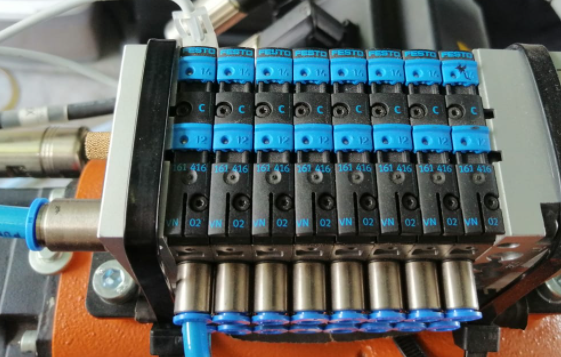 FESTO FESTO FESTO FESTO FESTO FESTO FESTO FESTO
14 14 14 14 14 14 14
C C C C C C C C
12 12 12 12 12 12 12 12
161 416 161 416 161 416 161 416 161 416 161 416 161 416 161 416
VN 02 VN 02 VN 02 VN 02 VN 02 VN 02 VN 02 VN 02